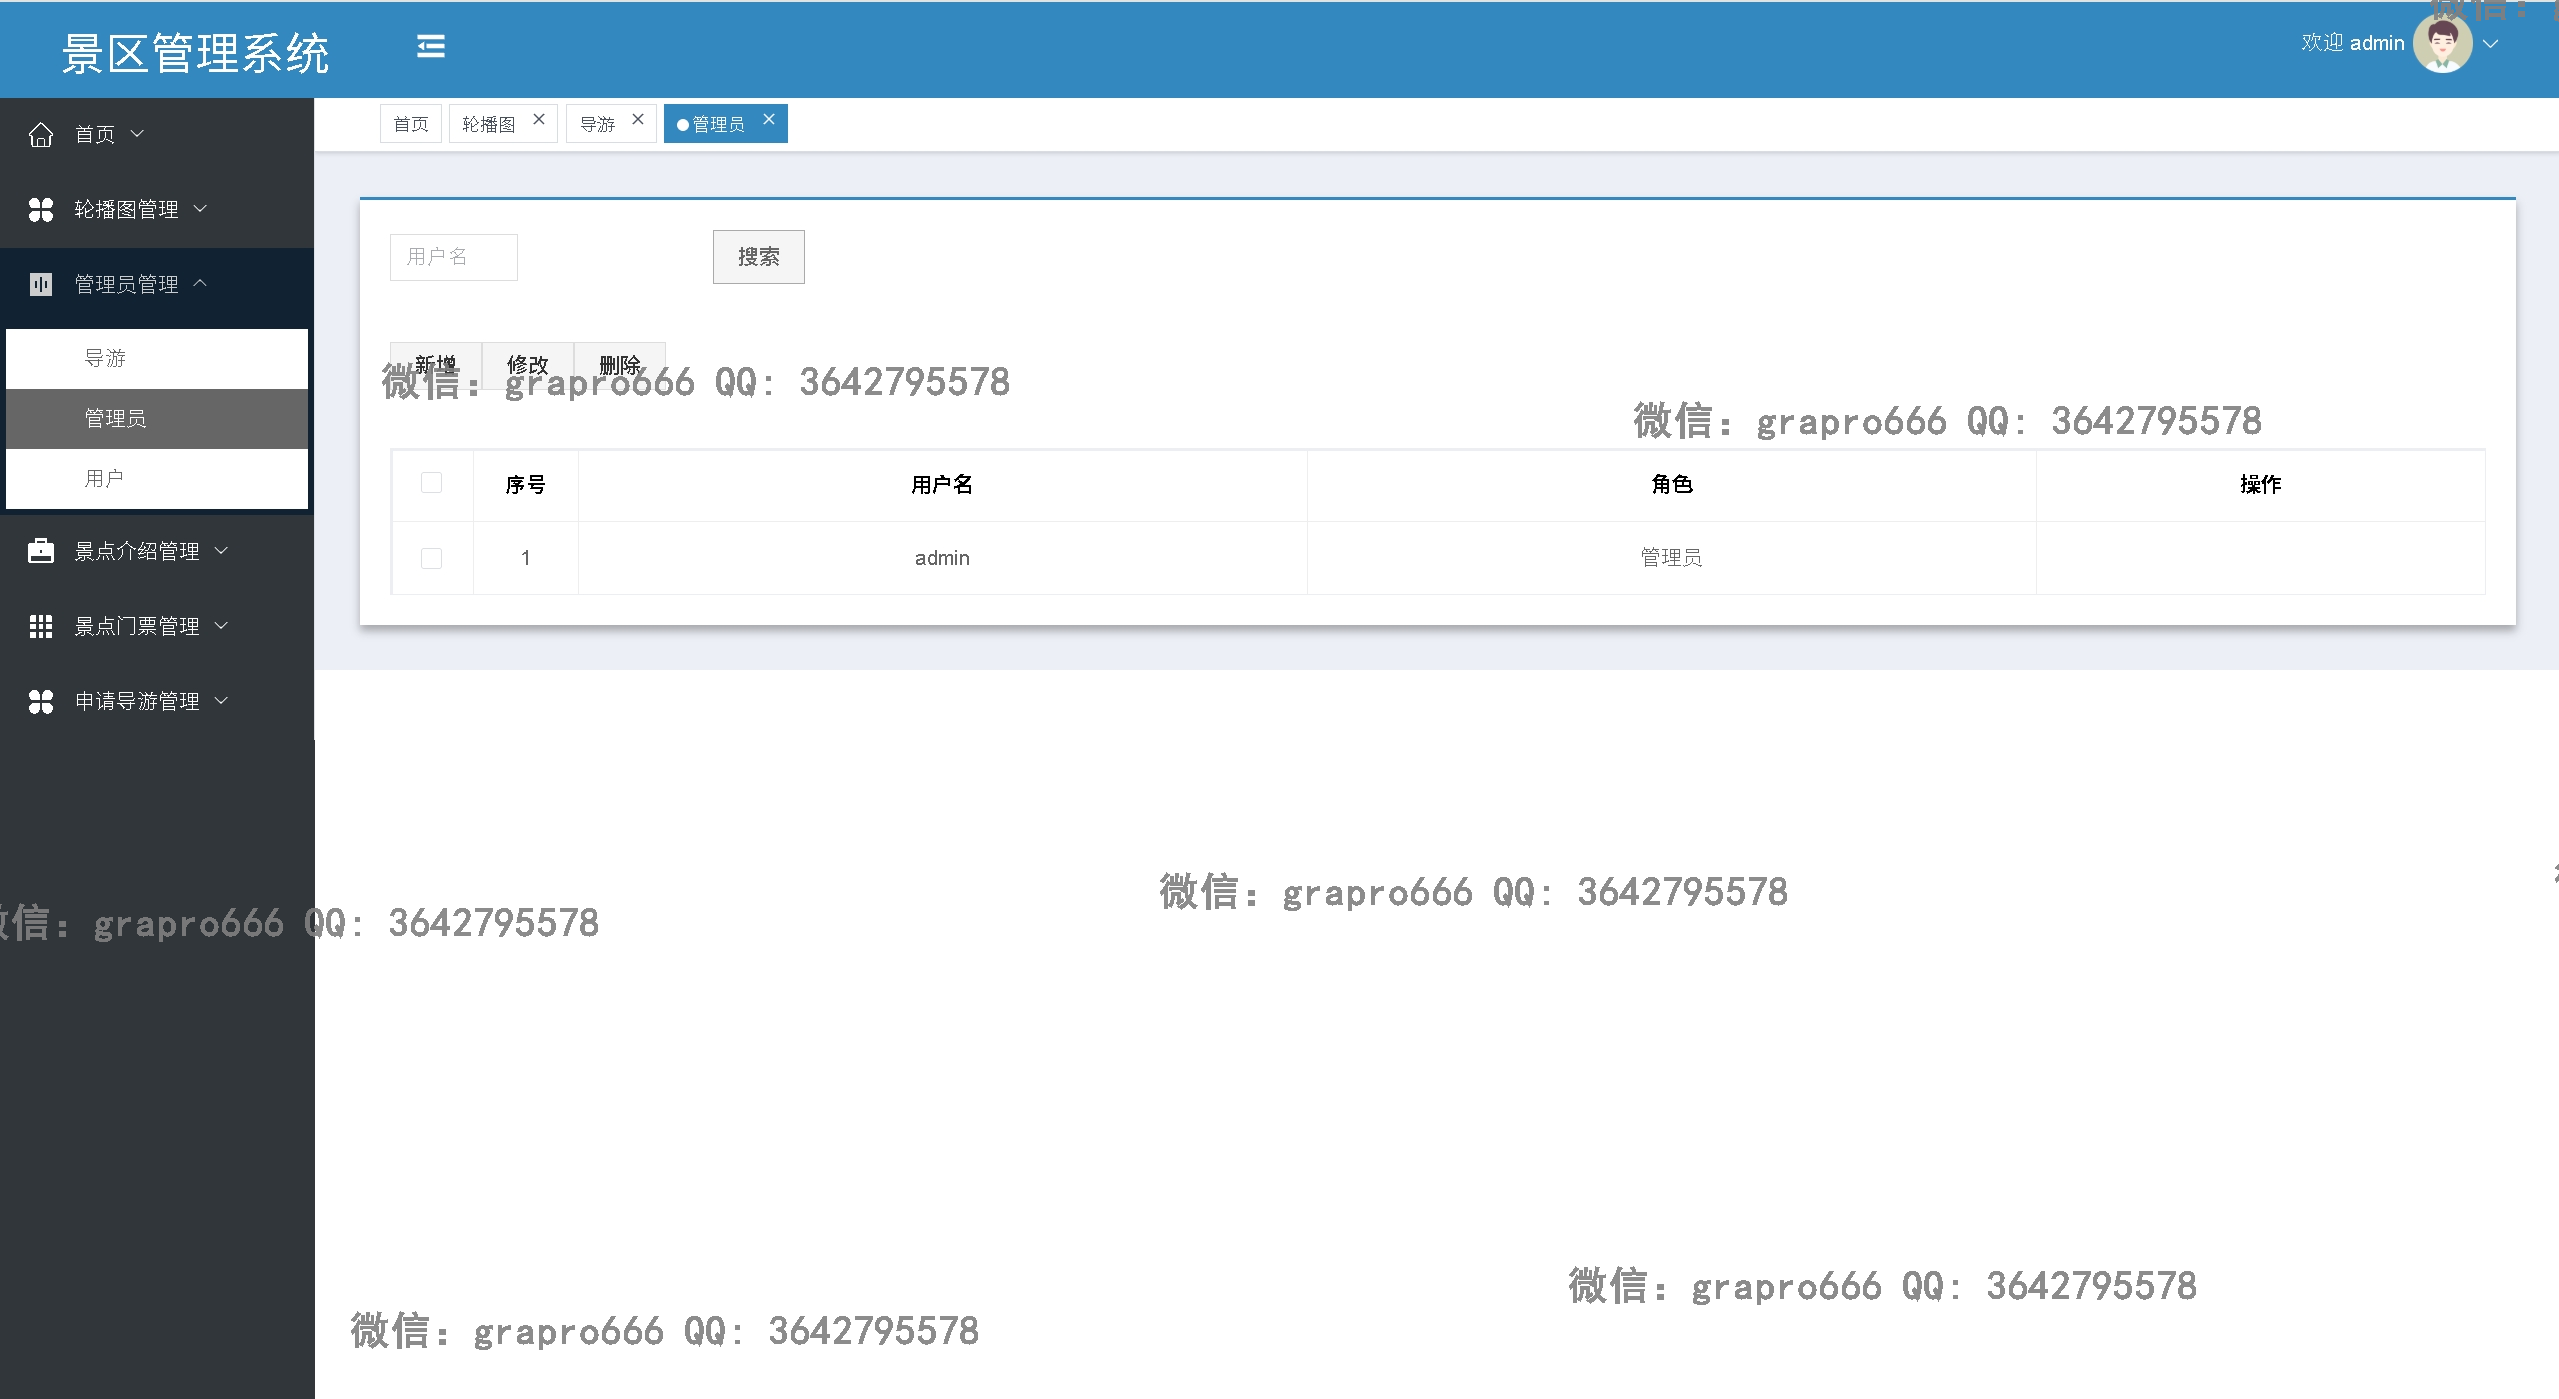 景区管理系统
欢迎 admin
首页
轮播图管理
管理员管理
导游
管理员
用户
景点介绍管理
景点门票管理
申请导游管理
首页 轮播图 导游 管理员
用户名 搜索
新增 修改 删除
微信: grapro666 QQ: 3642795578
微信: grapro666 QQ: 3642795578
序号 用户名 角色 操作
1 admin 管理员
微信: grapro666 QQ: 3642795578
微信: grapro666 QQ: 3642795578
微信: grapro666 QQ: 3642795578
微信: grapro666 QQ: 3642795578
微信: